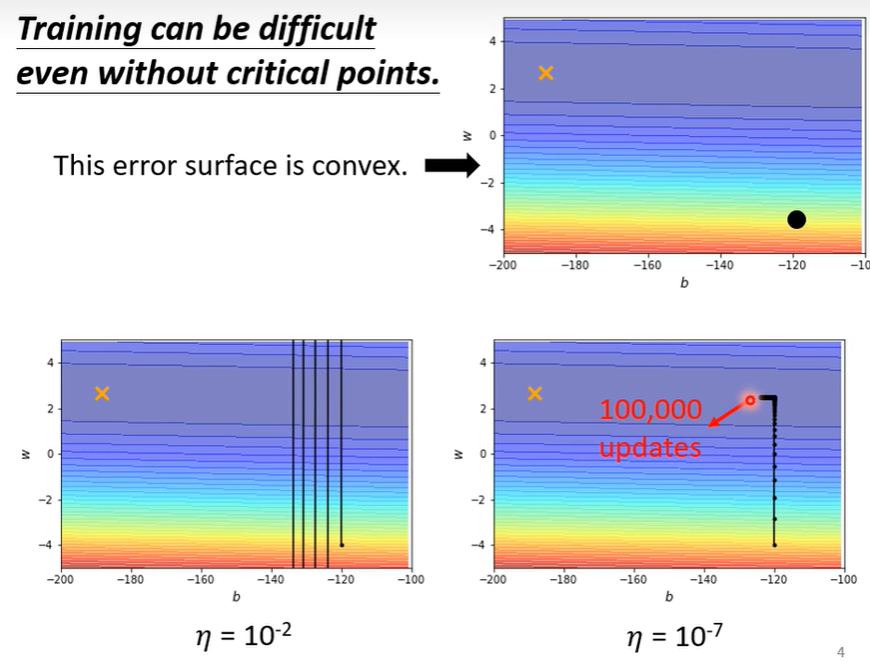 Training can be difficult
even without critical points.
This error surface is convex.
4
2
0
−2
−4
w
−200
−180
−160
−140
−120
−10
b
4
2
0
−2
−4
w
−200
−180
−160
−140
−120
−100
b
η = 10⁻²
4
2
0
−2
−4
w
100,000
updates
−200
−180
−160
−140
−120
−100
b
η = 10⁻⁷
4